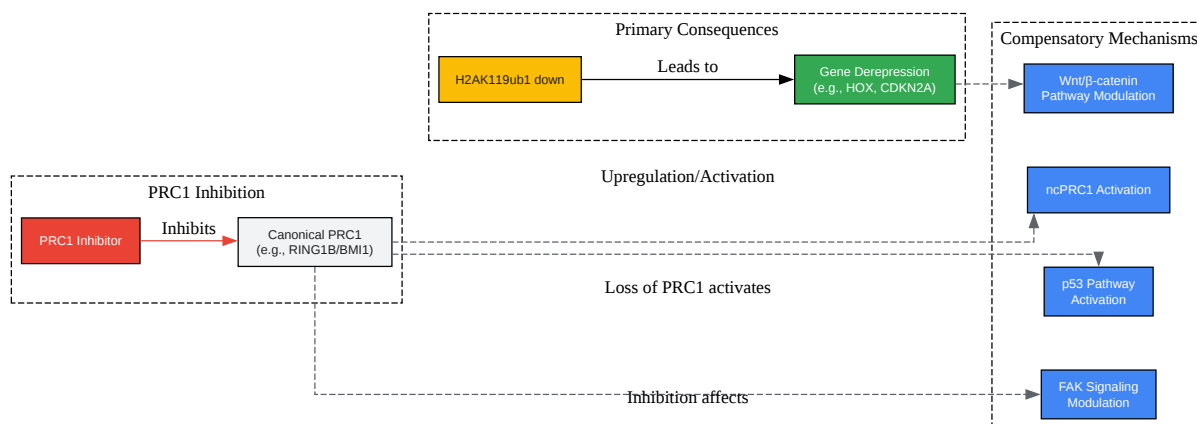 Primary Consequences
Compensatory Mechanisms
H2AK119ub1 down
Leads to
Gene Derepression
(e.g., HOX, CDKN2A)
Wnt/β-catenin
Pathway Modulation
Upregulation/Activation
ncPRC1 Activation
PRC1 Inhibition
PRC1 Inhibitor
Inhibits
Canonical PRC1
(e.g., RING1B/BMI1)
Loss of PRC1 activates
p53 Pathway
Activation
Inhibition affects
FAK Signaling
Modulation